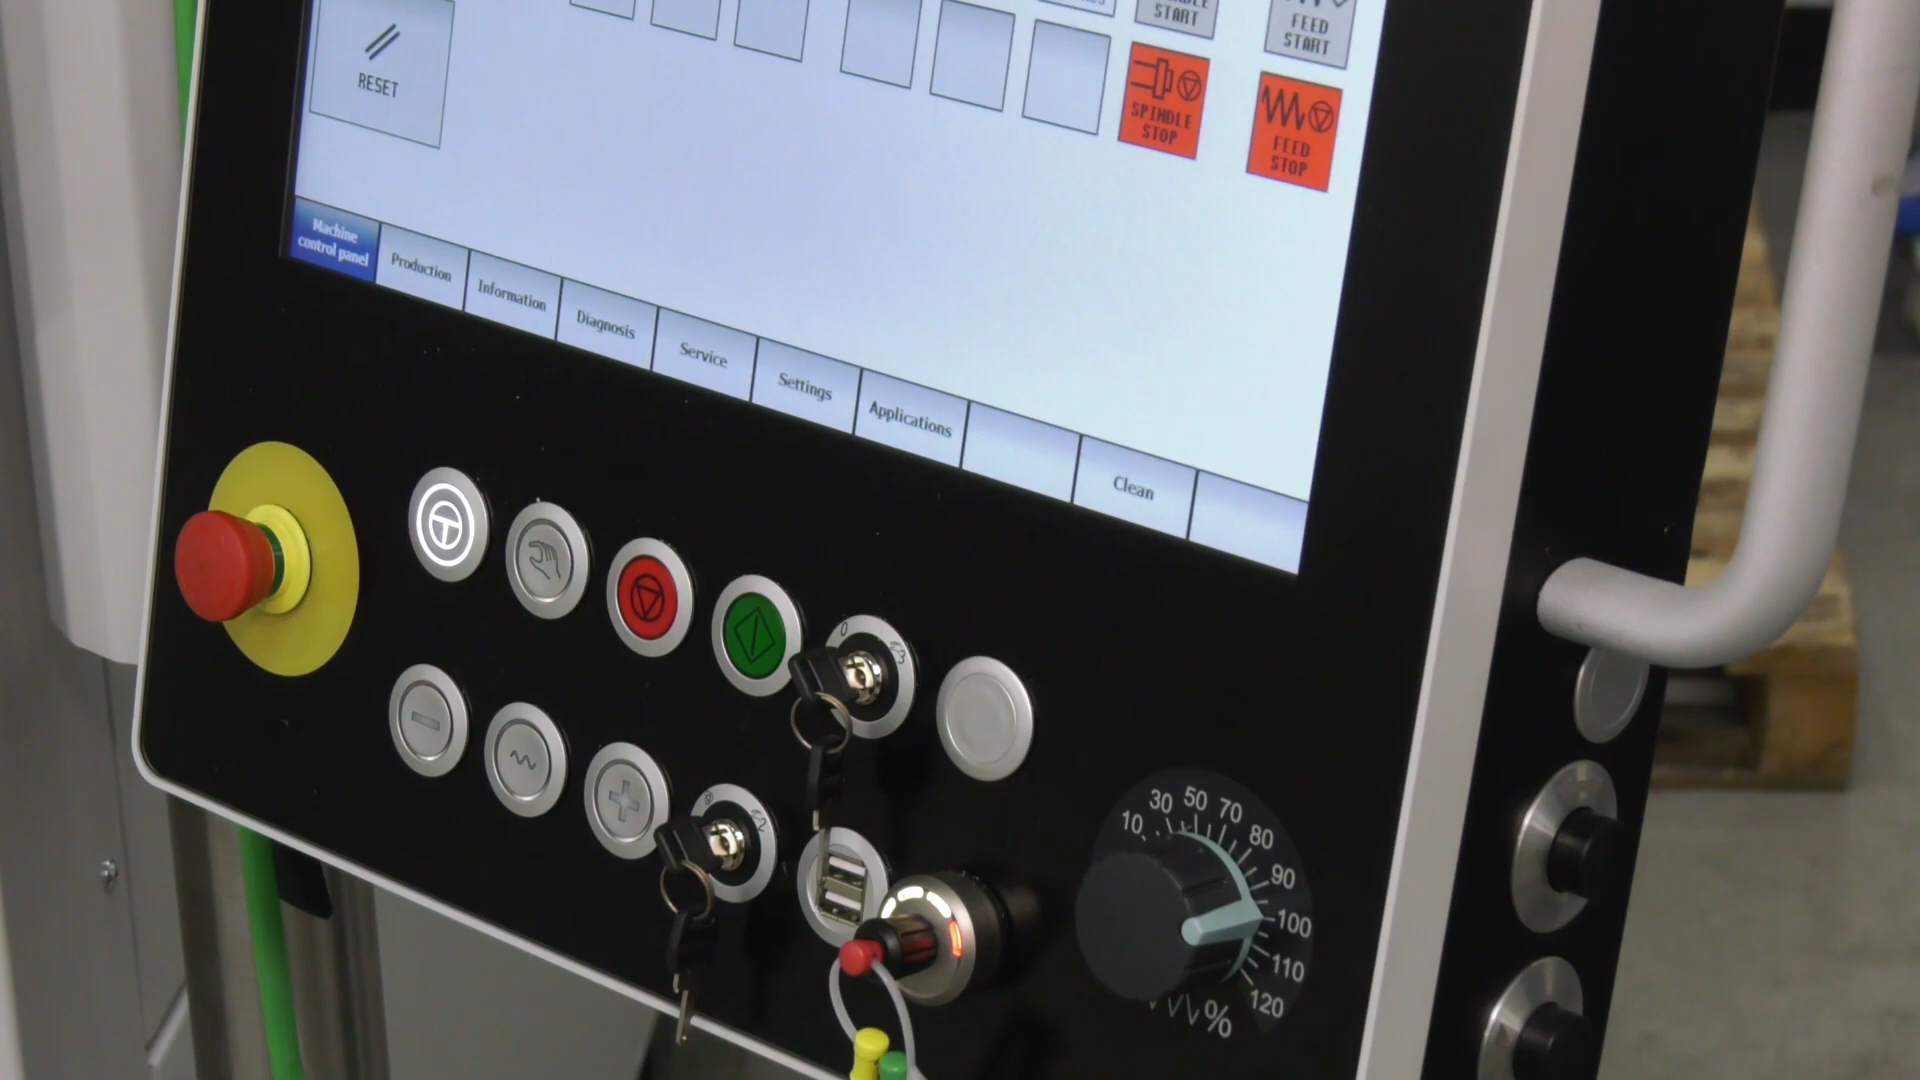 START
FEED
START
RESET
SPINDLE
STOP
FEED
STOP
Machine
control panel
Production
Information
Diagnosis
Service
Settings
Applications
Clean
0
10
30
50
70
80
90
100
110
120
%